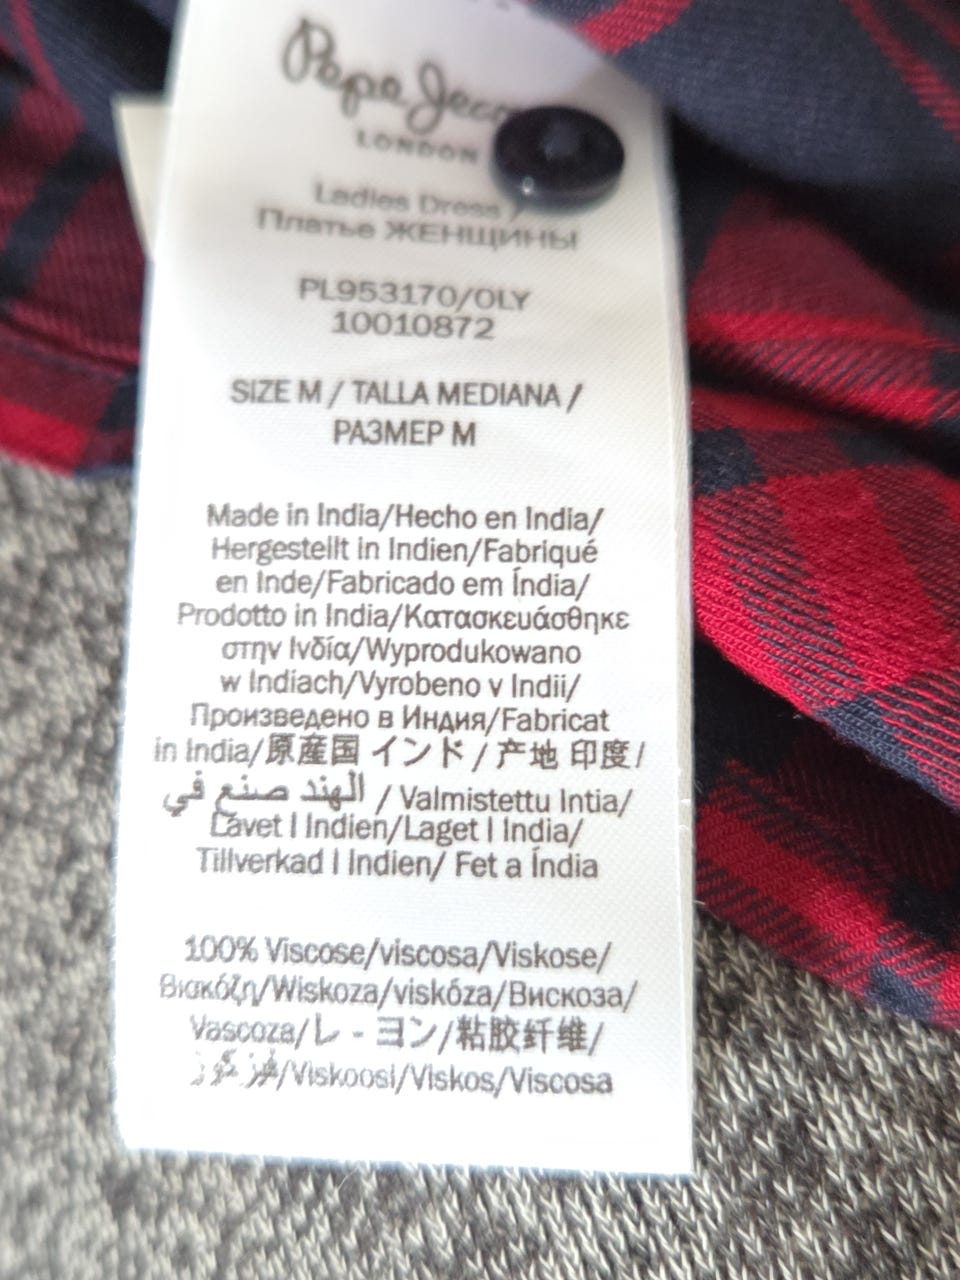 Pepe Jeans
LONDON
Ladies Dress /
Платье ЖЕНЩИНЫ
PL953170/0LY
10010872
SIZE M / TALLA MEDIANA /
РАЗМЕР M
Made in India/Hecho en India/
Hergestellt in Indien/Fabriqué
en Inde/Fabricado em Índia/
Prodotto in India/Κατασκευάσθηκε
στην Ινδία/Wyprodukowano
w Indiach/Vyrobeno v Indii/
Произведено в Индия/Fabricat
in India/原産国 インド / 产地 印度/
الهند صنع في / Valmistettu Intia/
Lavet I Indien/Laget I India/
Tillverkad I Indien/ Fet a Índia
100% Viscose/viscosa/Viskose/
Βισκόζη/Wiskoza/viskóza/Вискоза/
Vascoza/レ - ヨン/粘胶纤维/
/Viskoosi/Viskos/Viscosa